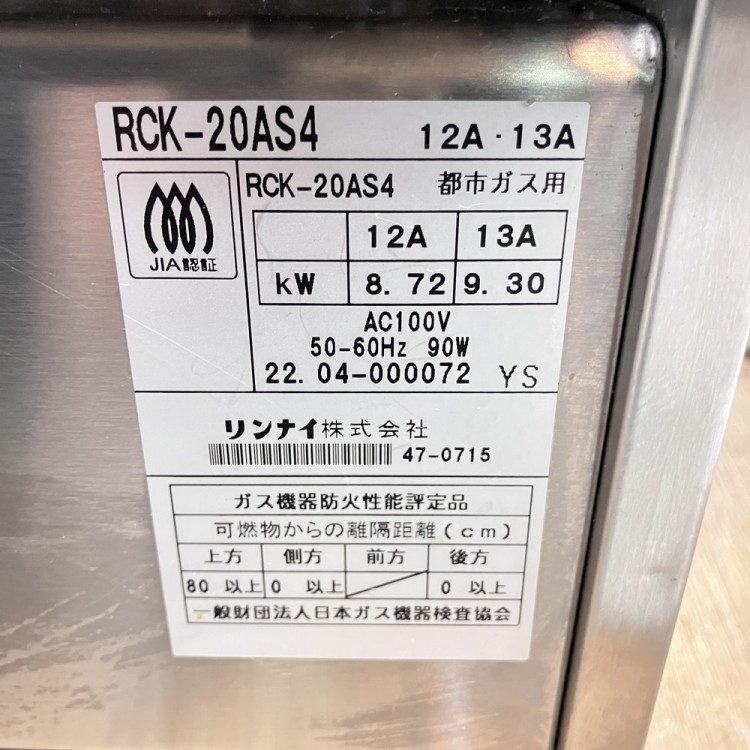 RCK-20AS4 12A・13A
JIA認証
RCK-20AS4 都市ガス用
12A 13A
kW 8.72 9.30
AC100V
50-60Hz 90W
22.04-000072 YS
リンナイ株式会社
47-0715
ガス機器防火性能評定品
可燃物からの離隔距離(cm)
上方 側方 前方 後方
80 以上 0 以上 0 以上
一般財団法人日本ガス機器検査協会